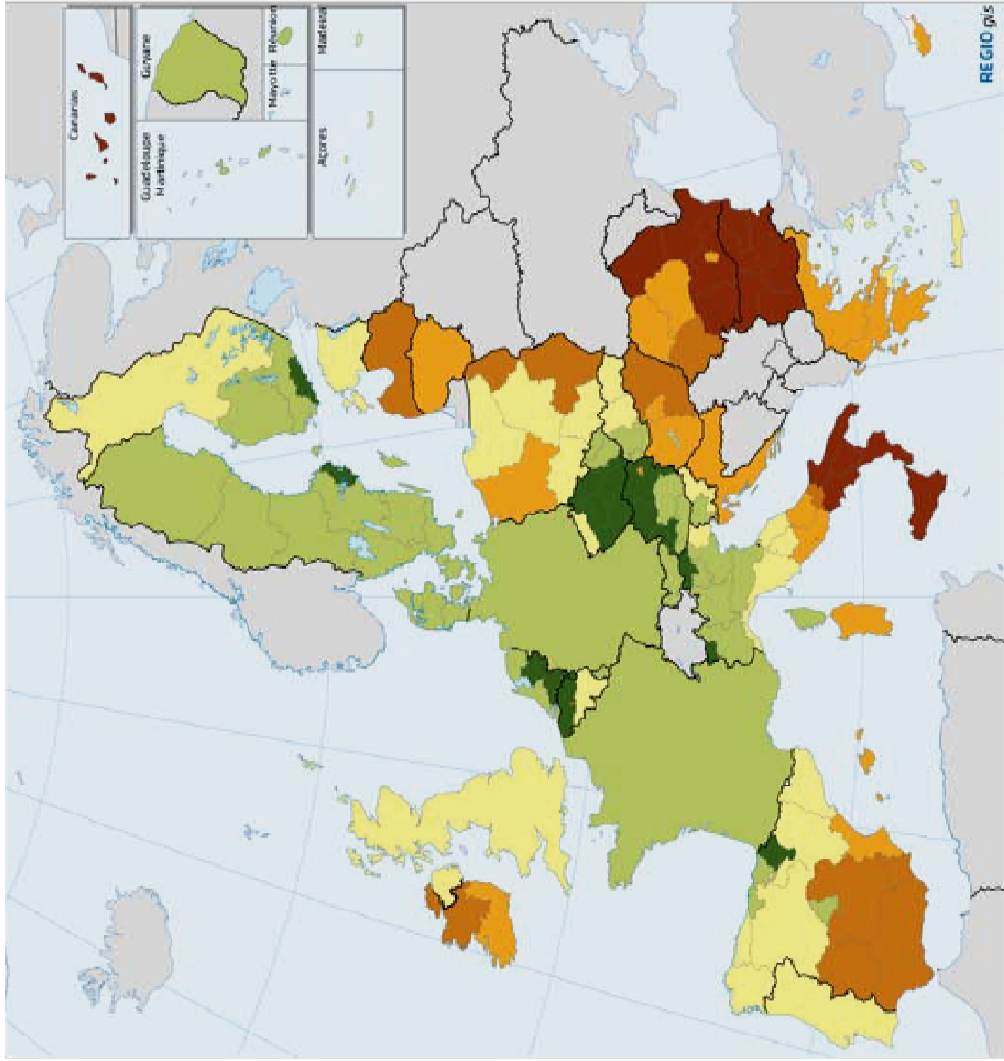 Canarias
Guyane
Guadeloupe
Martinique
Mayotte
Réunion
Açores
Madeira
REGIO gis